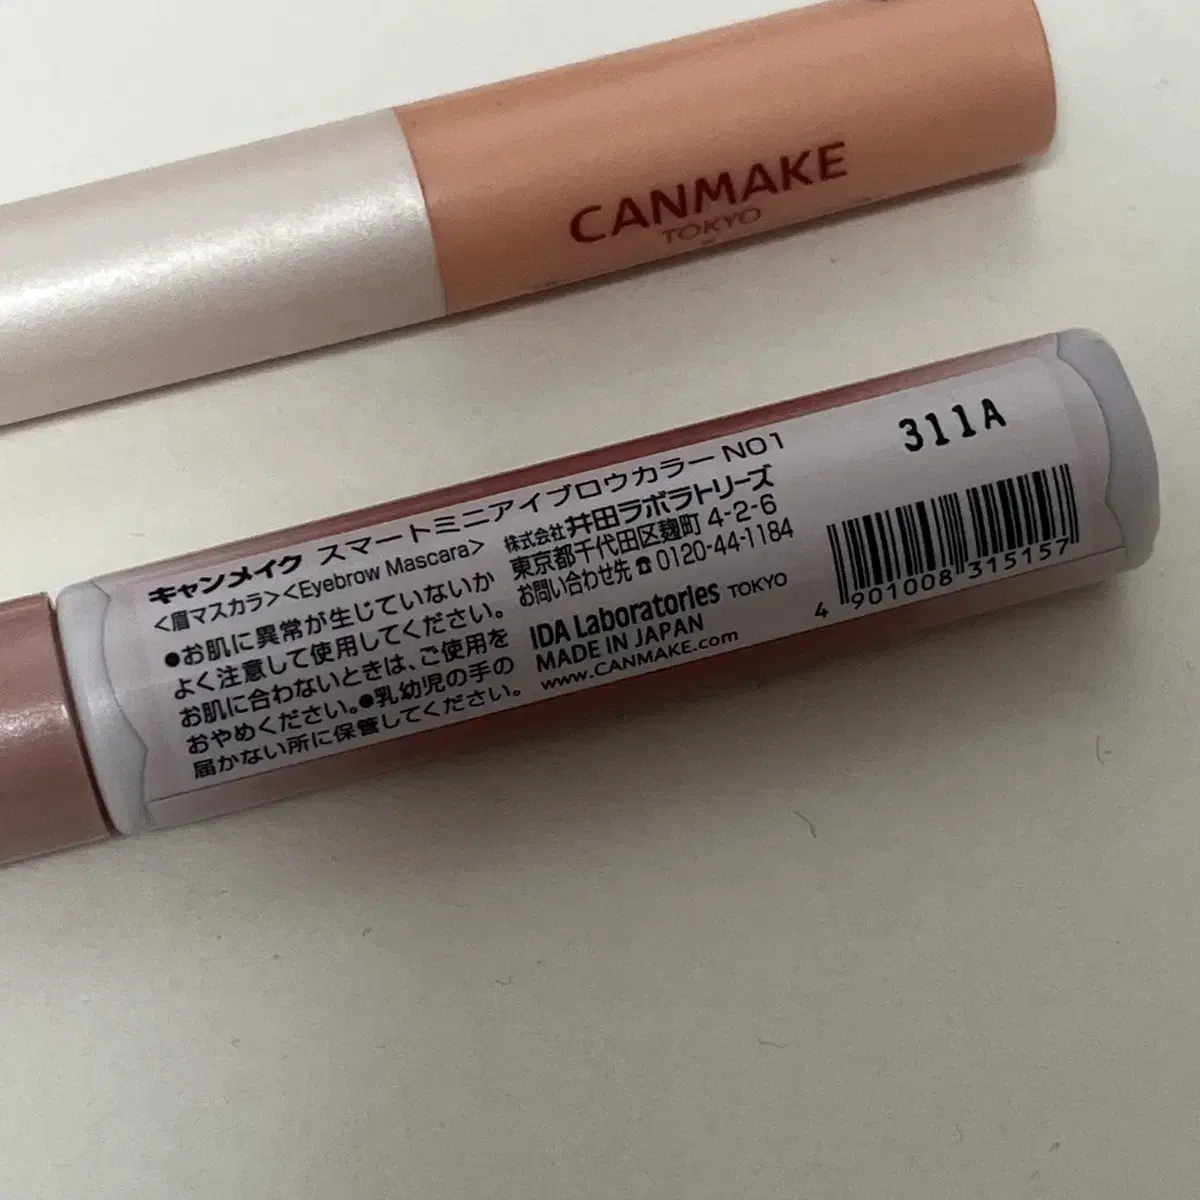 CANMAKE
TOKYO
キャンメイク スマートミニアイブロウカラー N01
<眉マスカラ><Eyebrow Mascara>
●お肌に異常が生じていないか
よく注意して使用してください。
お肌に合わないときは、ご使用を
おやめください。●乳幼児の手の
届かない所に保管してください。
株式会社 井田ラボラトリーズ
東京都千代田区麹町 4-2-6
お問い合わせ先 ☎0120-44-1184
IDA Laboratories TOKYO
MADE IN JAPAN
www.CANMAKE.com
311A
4 901008 315157